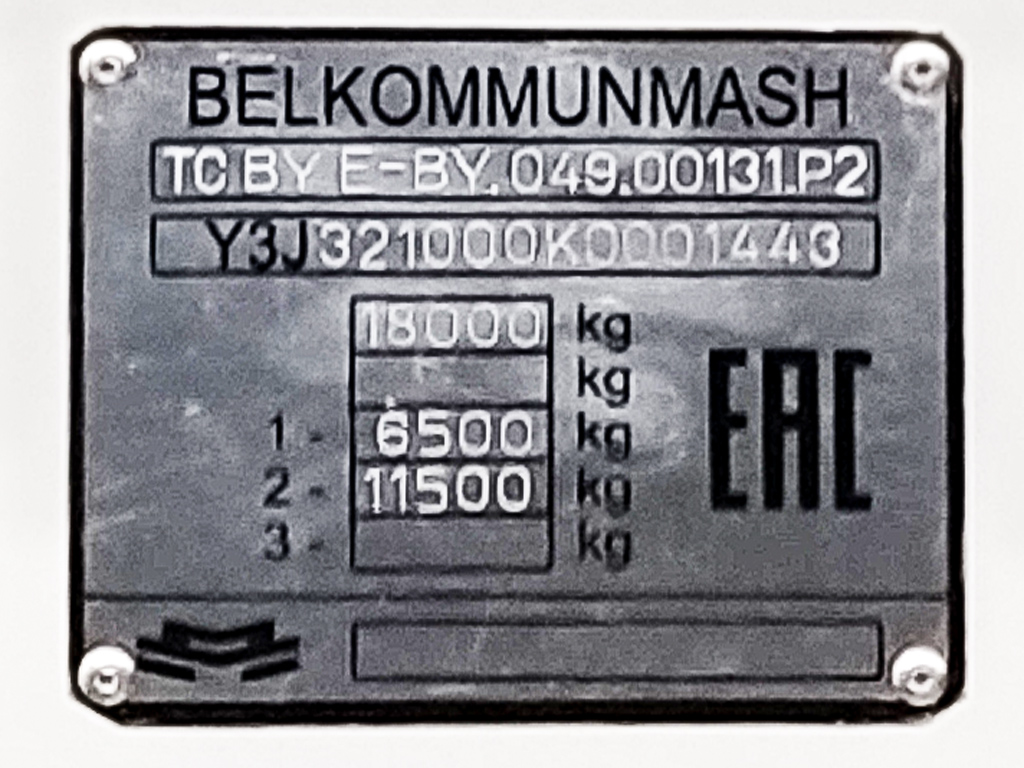 BELKOMMUNMASH
TC BY E-BY.049.00131.P2
Y3J321000K0001443
18000 kg
kg
1 - 6500 kg
2 - 11500 kg
3 - kg
EAC